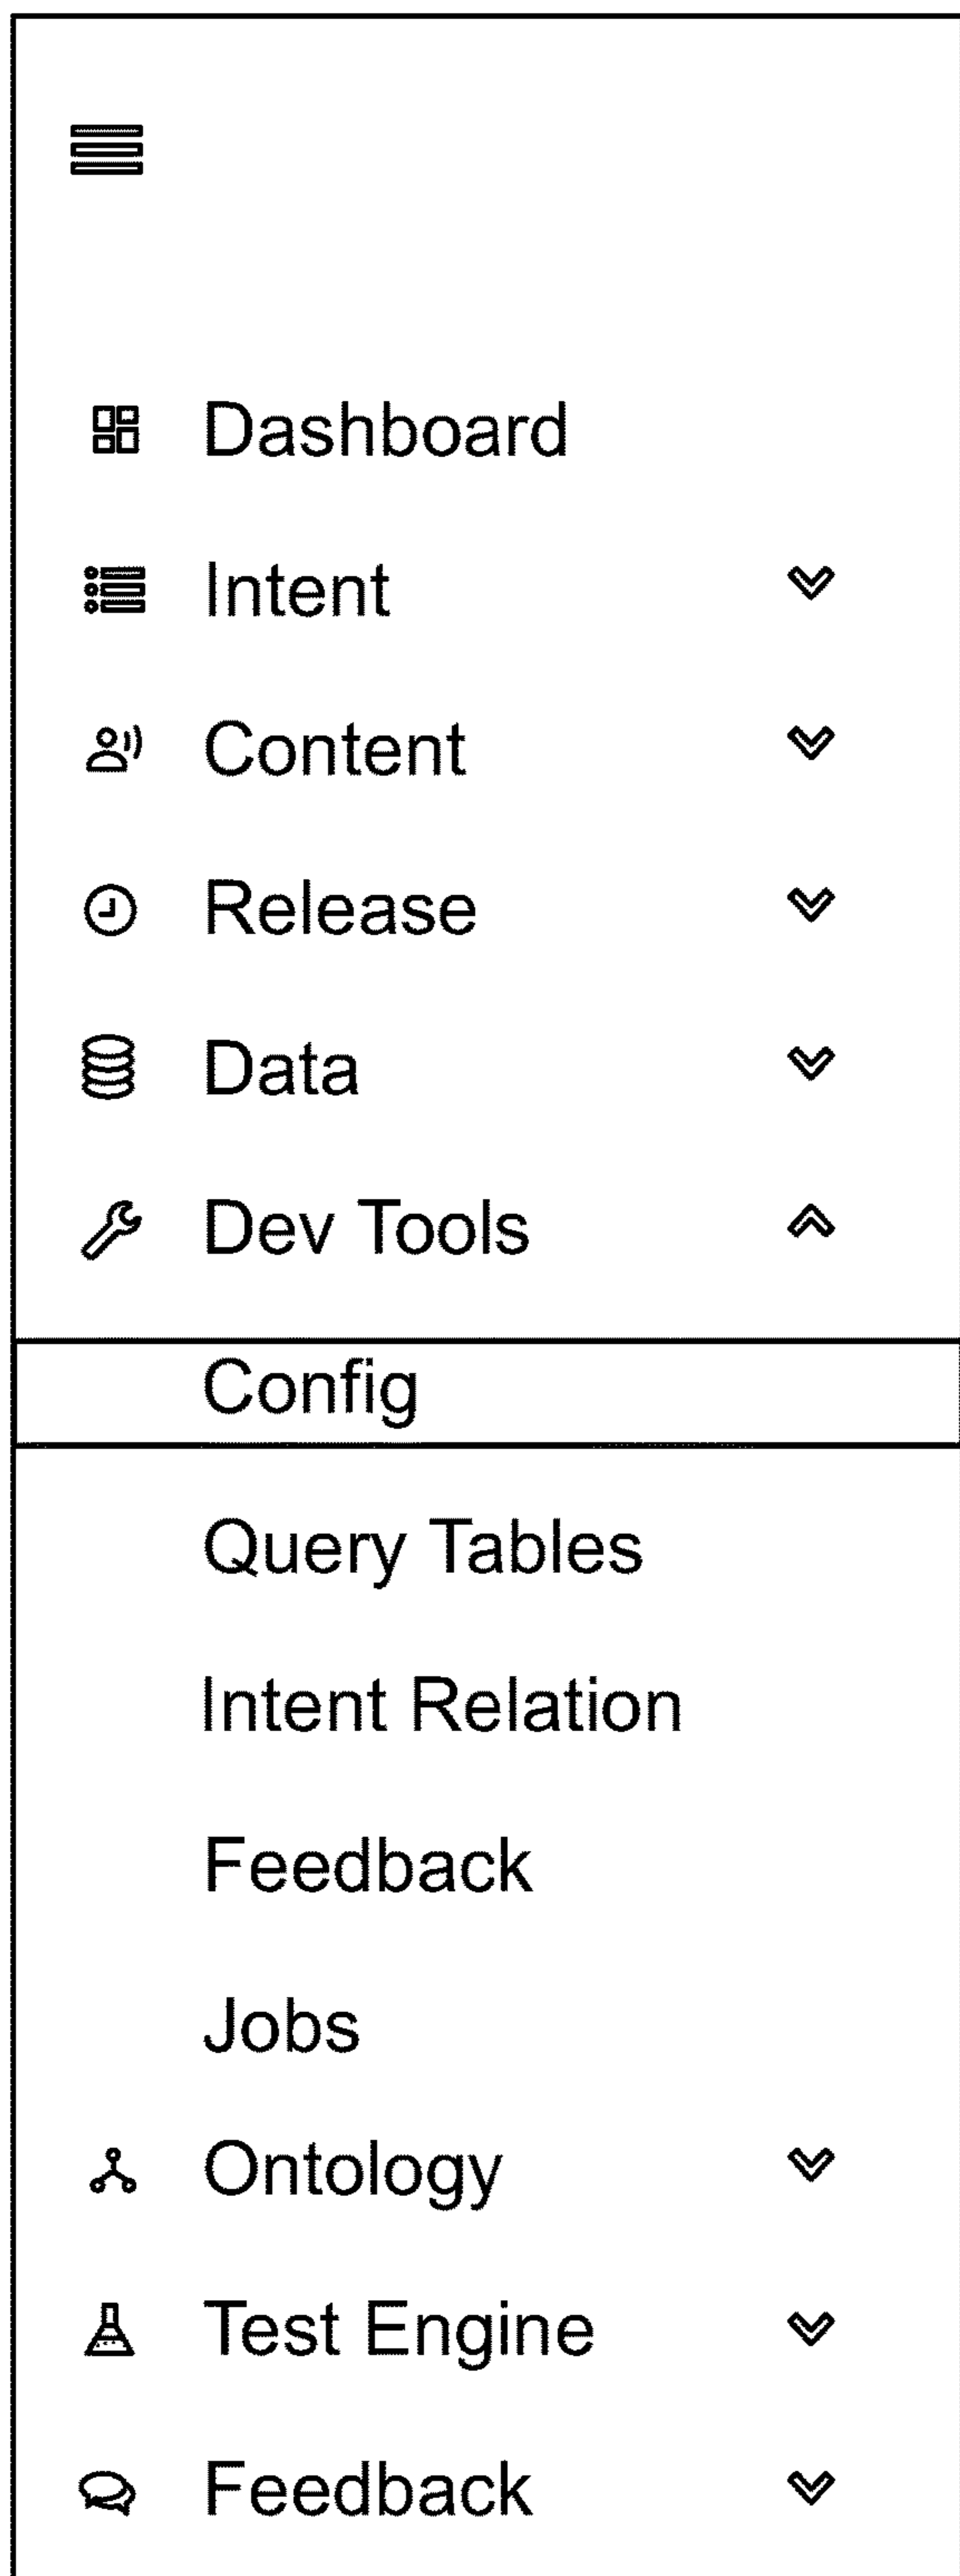 Dashboard
Intent
Content
Release
Data
Dev Tools
Config
Query Tables
Intent Relation
Feedback
Jobs
Ontology
Test Engine
Feedback